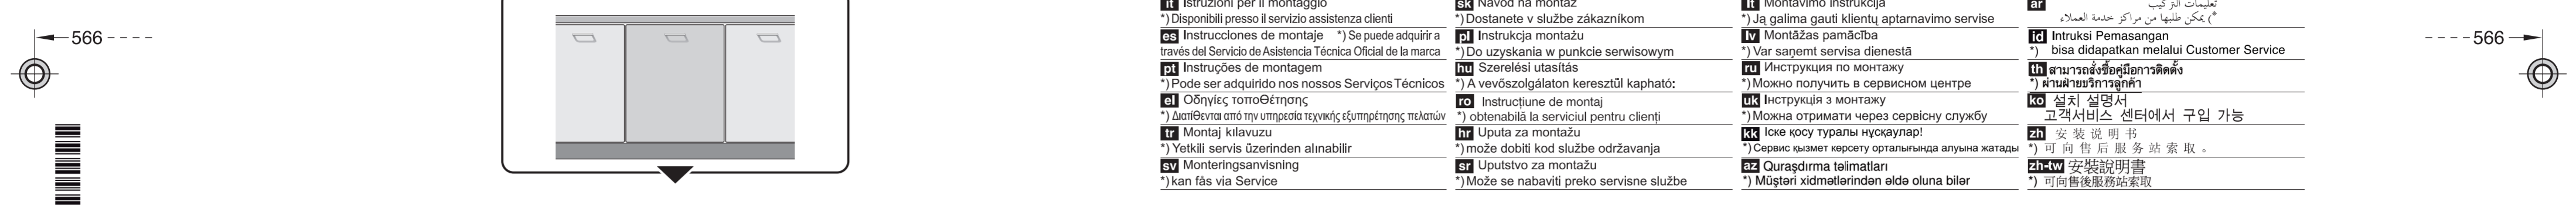 566
it Istruzioni per il montaggio
*) Disponibili presso il servizio assistenza clienti
es Instrucciones de montaje *) Se puede adquirir a
través del Servicio de Asistencia Técnica Oficial de la marca
pt Instruções de montagem
*) Pode ser adquirido nos nossos Serviços Técnicos
el Οδηγίες τοποθέτησης
*) Διατίθενται από την υπηρεσία τεχνικής εξυπηρέτησης πελατών
tr Montaj kılavuzu
*) Yetkili servis üzerinden alınabilir
sv Monteringsanvisning
*) kan fås via Service
sk Návod na montáž
*) Dostanete v službe zákazníkom
pl Instrukcja montażu
*) Do uzyskania w punkcie serwisowym
hu Szerelési utasítás
*) A vevőszolgálaton keresztül kapható:
ro Instrucțiune de montaj
*) obtenabilă la serviciul pentru clienți
hr Uputa za montažu
*) može dobiti kod službe održavanja
sr Uputstvo za montažu
*) Može se nabaviti preko servisne službe
lt Montavimo instrukcija
*) Ją galima gauti klientų aptarnavimo servise
lv Montāžas pamācība
*) Var saņemt servisa dienestā
ru Инструкция по монтажу
*) Можно получить в сервисном центре
uk Інструкція з монтажу
*) Можна отримати через сервісну службу
kk Іске қосу туралы нұсқаулар!
*) Сервис қызмет көрсету орталығында алуына жатады
az Quraşdırma təlimatları
*) Müştəri xidmətlərindən əldə oluna bilər
ar تعليمات التركيب
*) يمكن طلبها من مراكز خدمة العملاء
id Intruksi Pemasangan
*) bisa didapatkan melalui Customer Service
th สามารถสั่งซื้อคู่มือการติดตั้ง
*) ผ่านฝ่ายบริการลูกค้า
ko 설치 설명서
고객서비스 센터에서 구입 가능
zh 安 装 说 明 书
*) 可 向 售 后 服 务 站 索 取 。
zh-tw 安裝說明書
*) 可向售後服務站索取
566